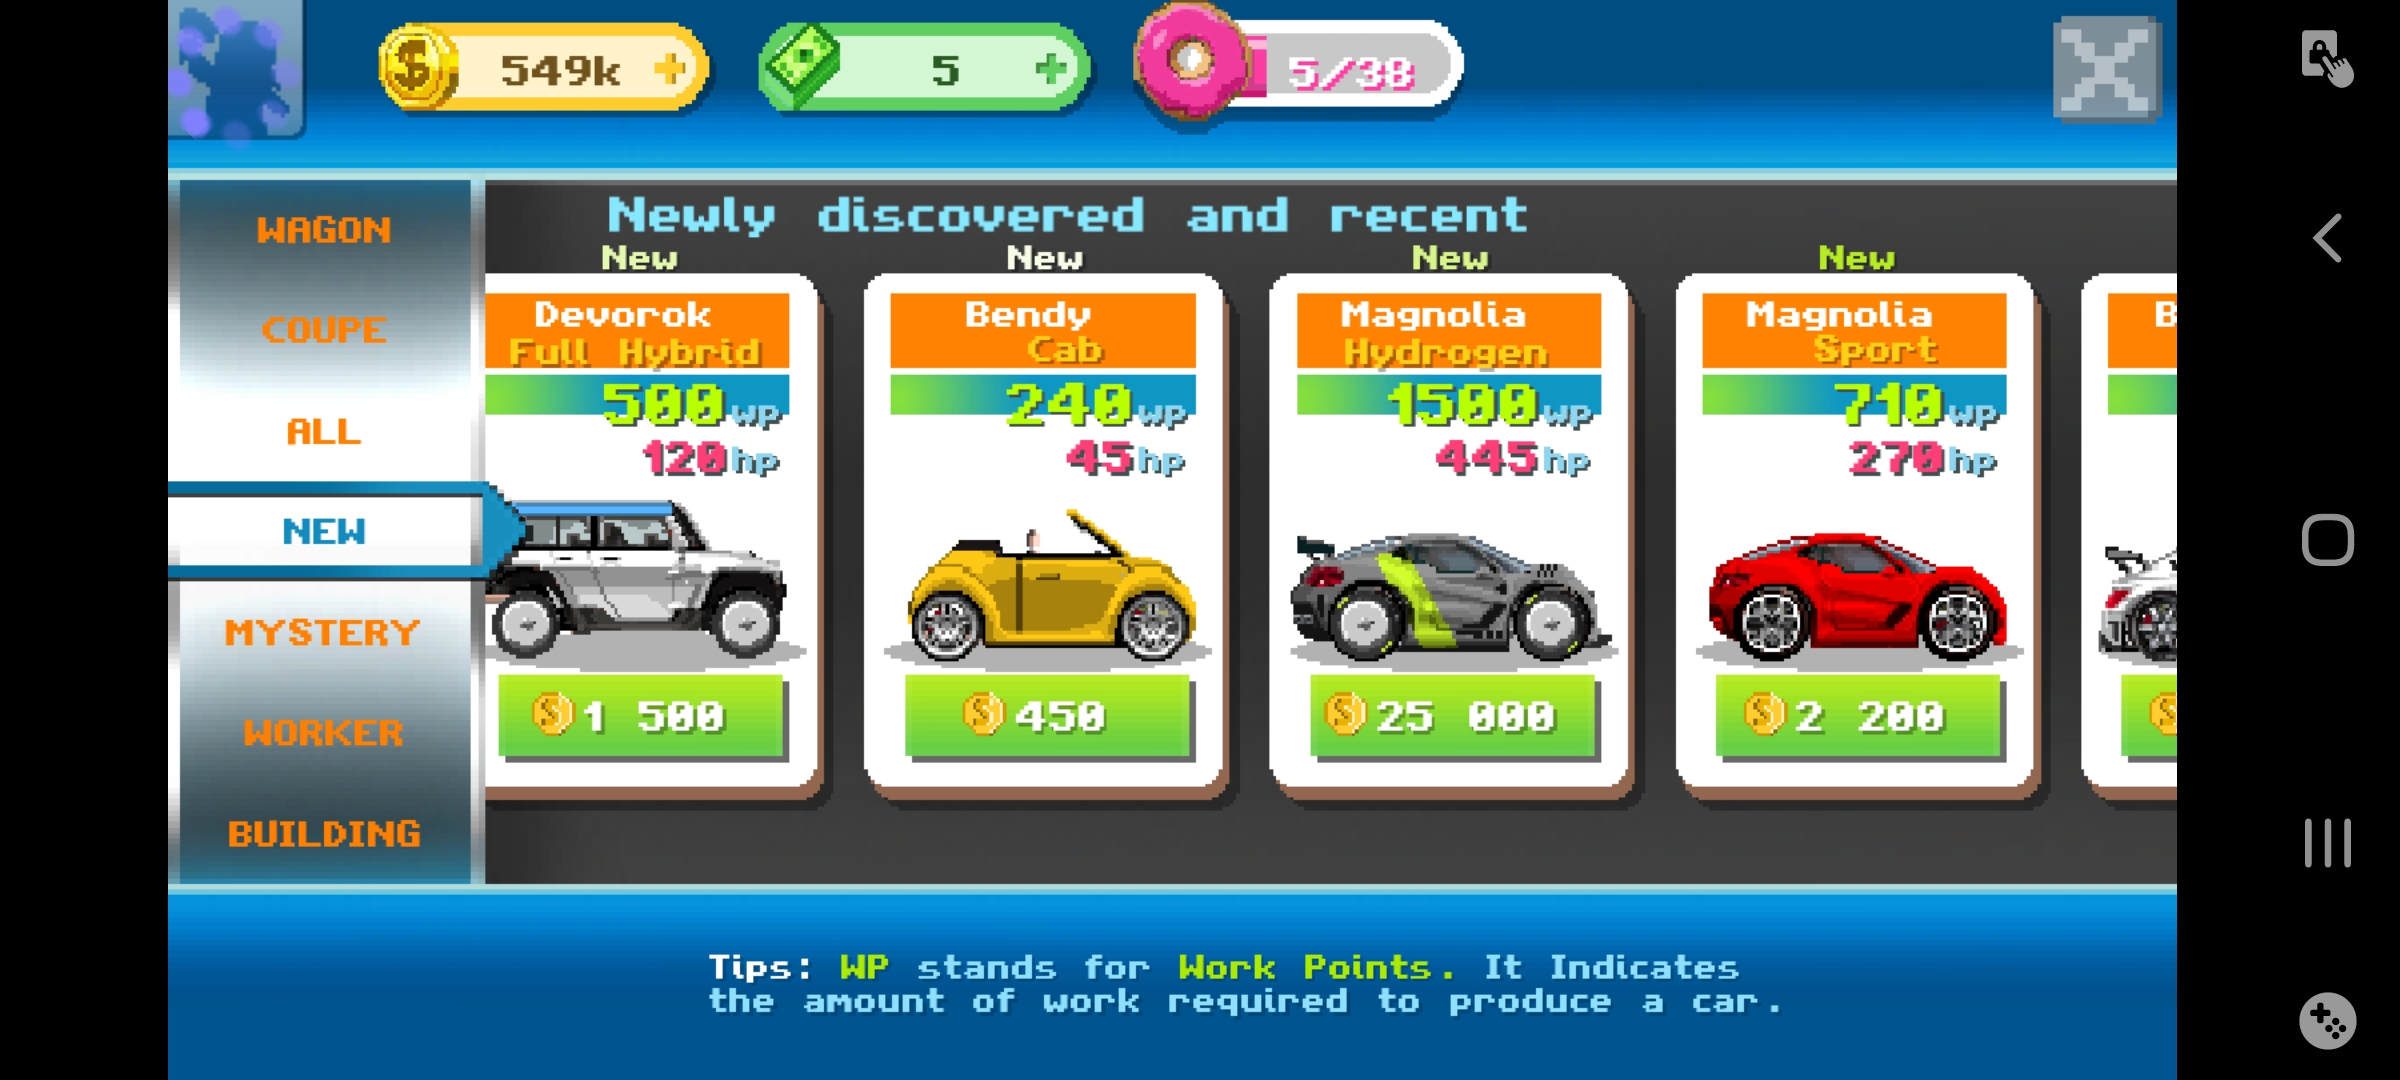 549k
5
5/38
WAGON
COUPE
ALL
NEW
MYSTERY
WORKER
BUILDING
Newly discovered and recent
New
Devorok
Full Hybrid
500wp
120hp
1 500
New
Bendy
Cab
240wp
45hp
450
New
Magnolia
Hydrogen
1500wp
445hp
25 000
New
Magnolia
Sport
710wp
270hp
2 200
B
Tips: WP stands for Work Points. It Indicates
the amount of work required to produce a car.